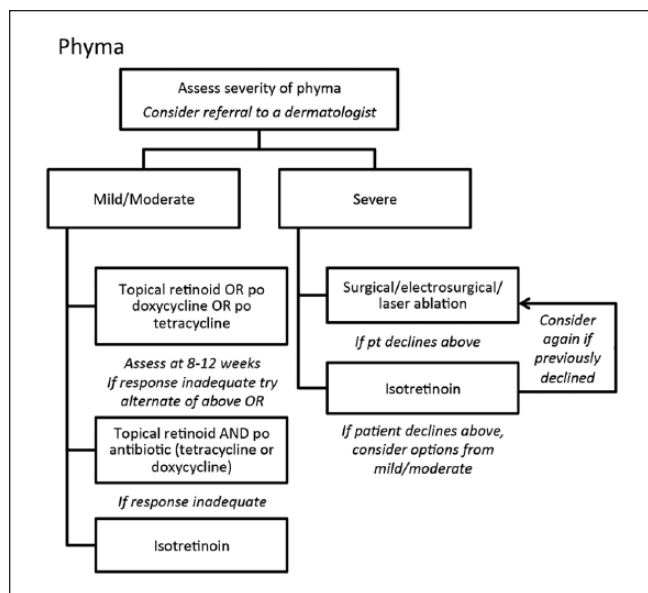 Phyma
Assess severity of phyma
Consider referral to a dermatologist
Mild/Moderate
Severe
Topical retinoid OR po
doxycycline OR po
tetracycline
Assess at 8-12 weeks
If response inadequate try
alternate of above OR
Topical retinoid AND po
antibiotic (tetracycline or
doxycycline)
If response inadequate
Isotretinoin
Surgical/electrosurgical/
laser ablation
If pt declines above
Isotretinoin
If patient declines above,
consider options from
mild/moderate
Consider
again if
previously
declined